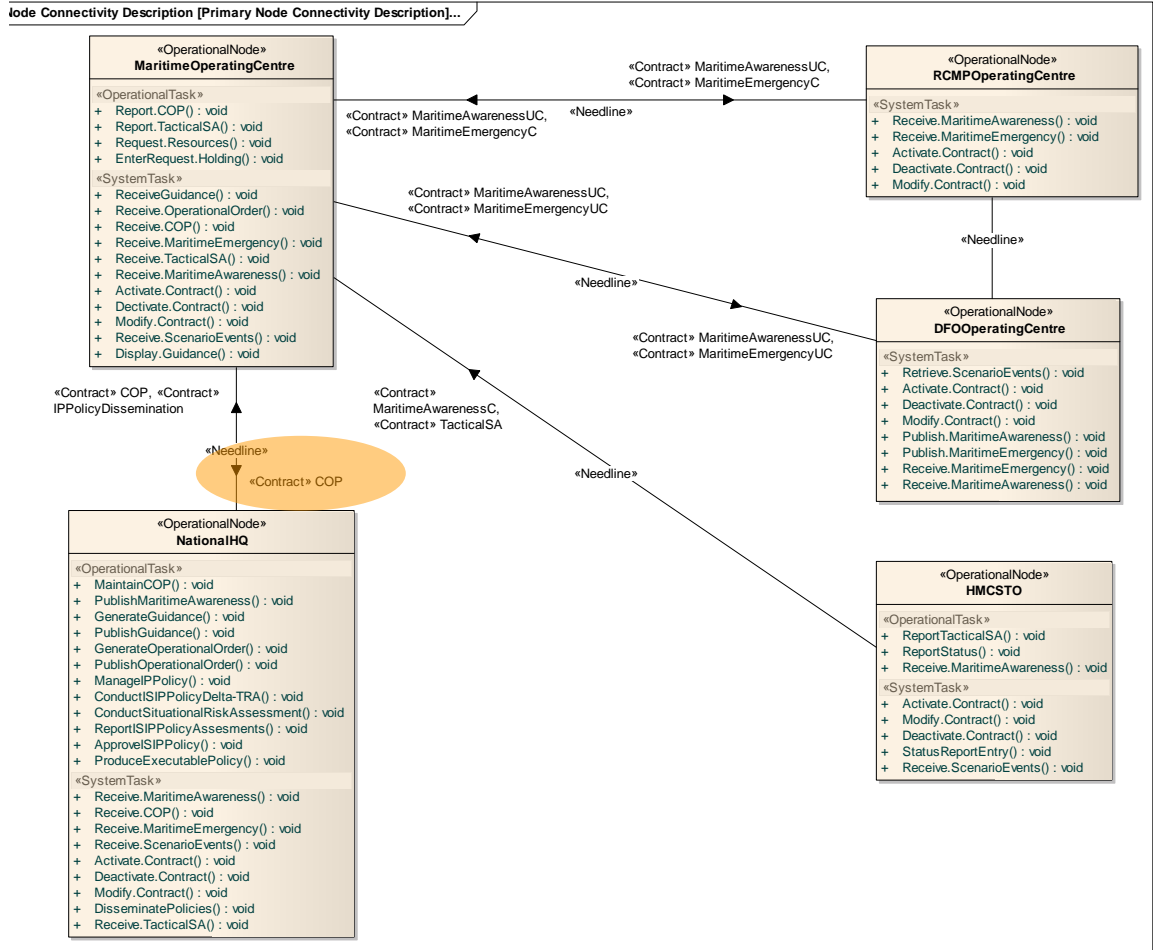 Node Connectivity Description [Primary Node Connectivity Description]...
«OperationalNode»
MaritimeOperatingCentre
«OperationalTask»
+ Report.COP() : void
+ Report.TacticalSA() : void
+ Request.Resources() : void
+ EnterRequest.Holding() : void
«SystemTask»
+ ReceiveGuidance() : void
+ Receive.OperationalOrder() : void
+ Receive.COP() : void
+ Receive.MaritimeEmergency() : void
+ Receive.TacticalSA() : void
+ Receive.MaritimeAwareness() : void
+ Activate.Contract() : void
+ Dectivate.Contract() : void
+ Modify.Contract() : void
+ Receive.ScenarioEvents() : void
+ Display.Guidance() : void
«Contract» MaritimeAwarenessUC,
«Contract» MaritimeEmergencyC
«Contract» MaritimeAwarenessUC,
«Contract» MaritimeEmergencyC
«Needline»
«OperationalNode»
RCMPOperatingCentre
«SystemTask»
+ Receive.MaritimeAwareness() : void
+ Receive.MaritimeEmergency() : void
+ Activate.Contract() : void
+ Deactivate.Contract() : void
+ Modify.Contract() : void
«Contract» MaritimeAwarenessUC,
«Contract» MaritimeEmergencyUC
«Needline»
«Needline»
«Contract» MaritimeAwarenessUC,
«Contract» MaritimeEmergencyUC
«OperationalNode»
DFOOperatingCentre
«SystemTask»
+ Retrieve.ScenarioEvents() : void
+ Activate.Contract() : void
+ Deactivate.Contract() : void
+ Modify.Contract() : void
+ Publish.MaritimeAwareness() : void
+ Publish.MaritimeEmergency() : void
+ Receive.MaritimeEmergency() : void
+ Receive.MaritimeAwareness() : void
«Contract» COP, «Contract»
IPPolicyDissemination
«Needline»
«Contract» COP
«Contract»
MaritimeAwarenessC,
«Contract» TacticalSA
«Needline»
«OperationalNode»
NationalHQ
«OperationalTask»
+ MaintainCOP() : void
+ PublishMaritimeAwareness() : void
+ GenerateGuidance() : void
+ PublishGuidance() : void
+ GenerateOperationalOrder() : void
+ PublishOperationalOrder() : void
+ ManageIPPolicy() : void
+ ConductISIPPolicyDelta-TRA() : void
+ ConductSituationalRiskAssessment() : void
+ ReportISIPPolicyAssesments() : void
+ ApproveISIPPolicy() : void
+ ProduceExecutablePolicy() : void
«SystemTask»
+ Receive.MaritimeAwareness() : void
+ Receive.COP() : void
+ Receive.MaritimeEmergency() : void
+ Receive.ScenarioEvents() : void
+ Activate.Contract() : void
+ Deactivate.Contract() : void
+ Modify.Contract() : void
+ DisseminatePolicies() : void
+ Receive.TacticalSA() : void
«OperationalNode»
HMCSTO
«OperationalTask»
+ ReportTacticalSA() : void
+ ReportStatus() : void
+ Receive.MaritimeAwareness() : void
«SystemTask»
+ Activate.Contract() : void
+ Modify.Contract() : void
+ Deactivate.Contract() : void
+ StatusReportEntry() : void
+ Receive.ScenarioEvents() : void